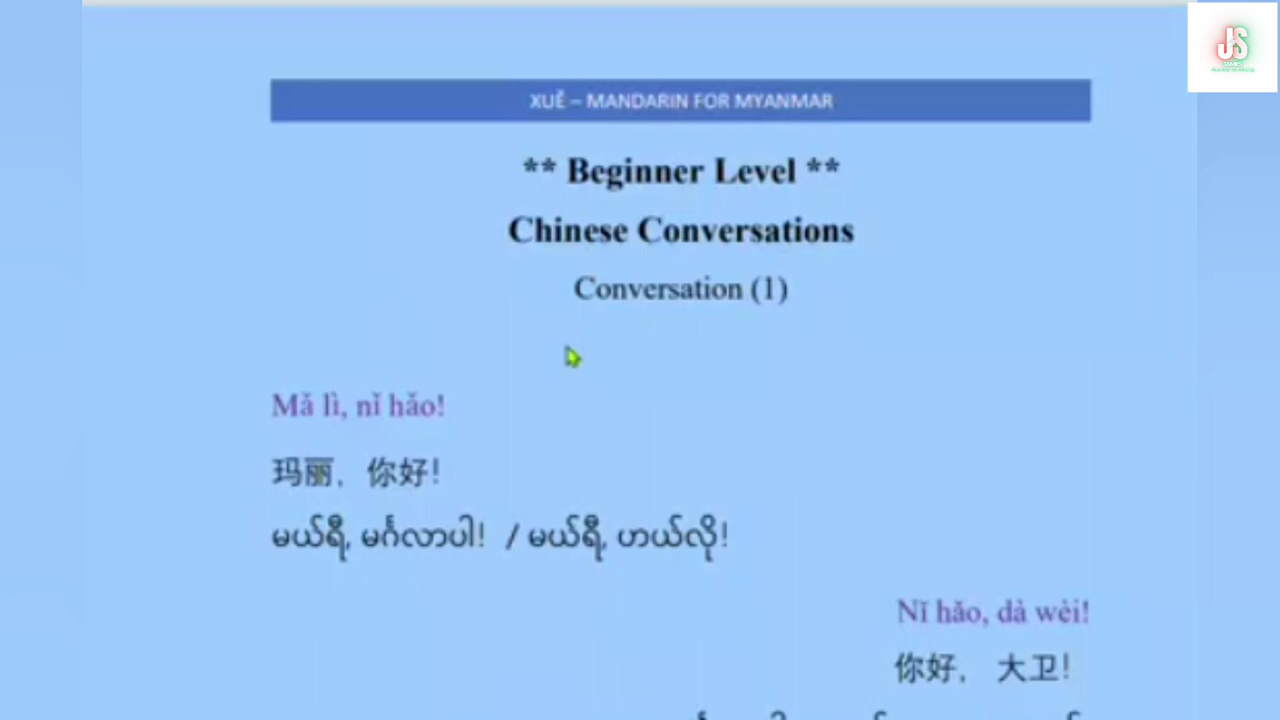 JS
XUÉ – MANDARIN FOR MYANMAR
** Beginner Level **
Chinese Conversations
Conversation (1)
Mǎ lì, nǐ hǎo!
玛丽，你好!
မယ်ရီ, မင်္ဂလာပါ! / မယ်ရီ, ဟယ်လို!
Nǐ hǎo, dà wèi!
你好， 大卫!